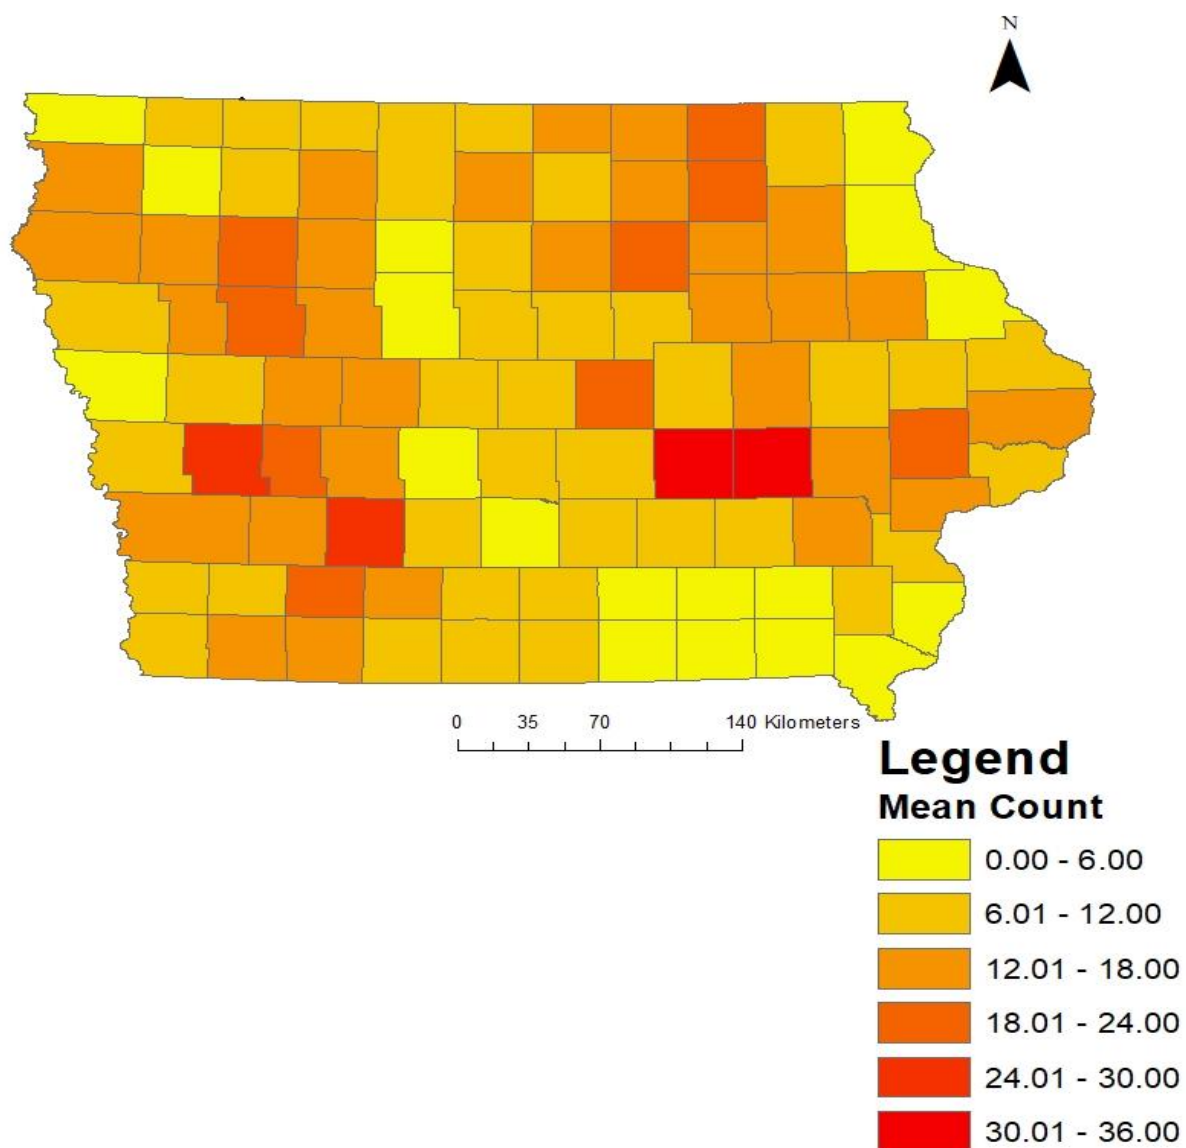 N
0 35 70 140 Kilometers
Legend
Mean Count
0.00 - 6.00
6.01 - 12.00
12.01 - 18.00
18.01 - 24.00
24.01 - 30.00
30.01 - 36.00